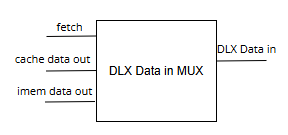 fetch
DLX Data in
cache data out
DLX Data in MUX
imem data out